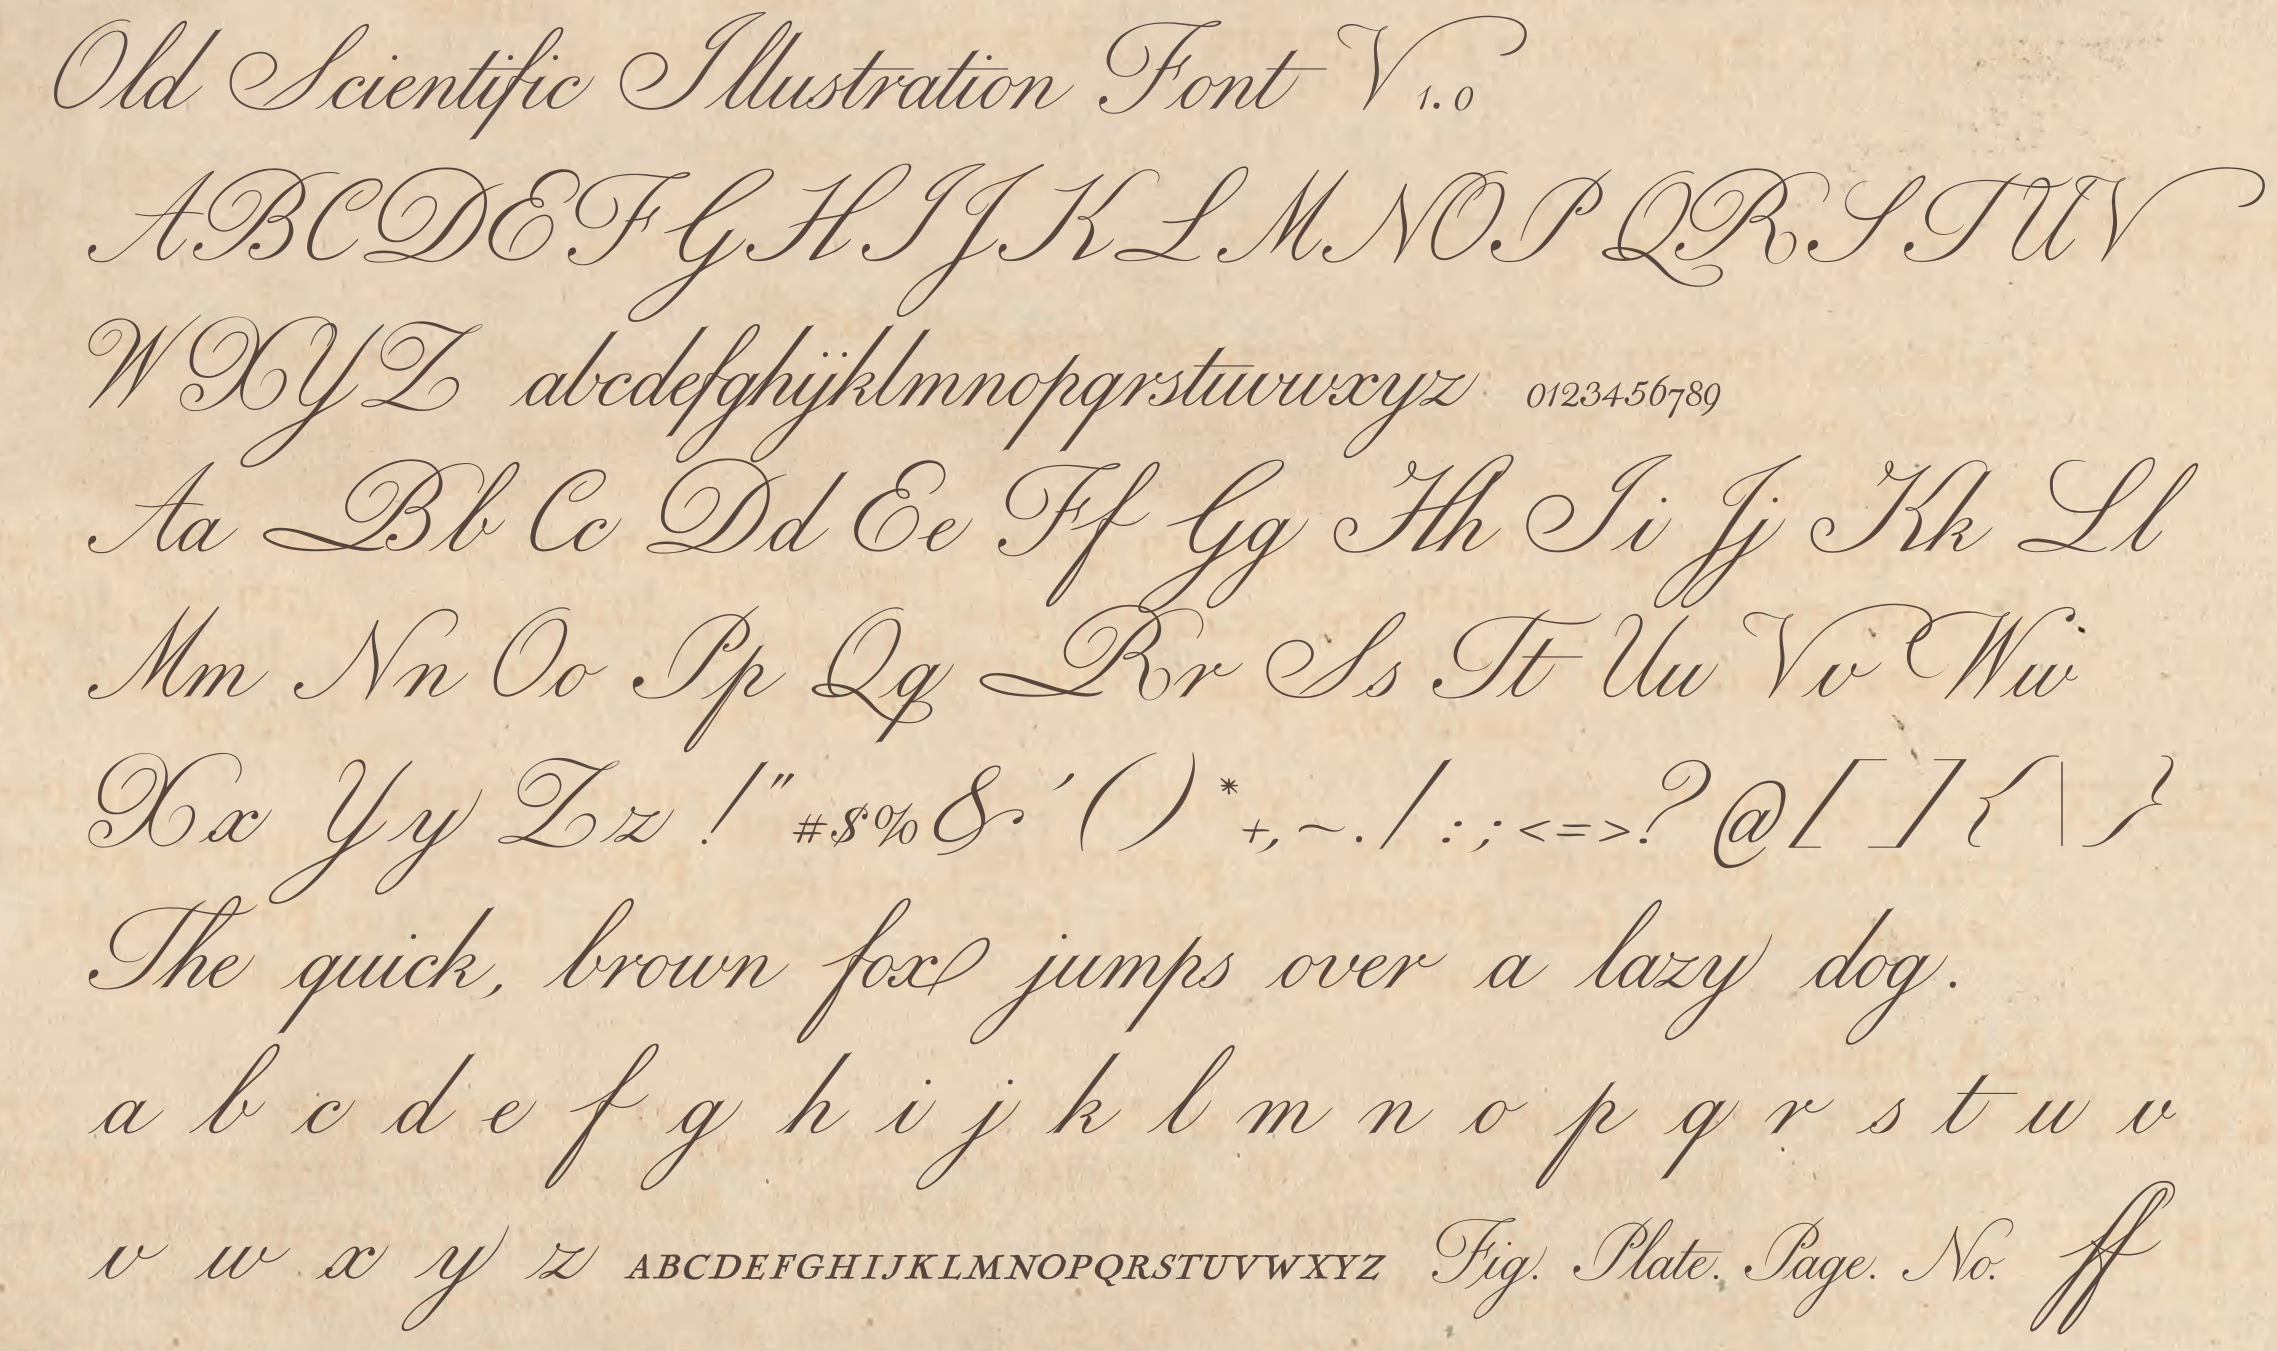 Old Scientific Illustration Font V 1.0
ABCDEFGHIJKLMNOPQRSTUV
WXYZ abcdefghijklmnopqrstuvwxyz 0123456789
Aa Bb Cc Dd Ee Ff Gg Hh Ii Jj Kk Ll
Mm Nn Oo Pp Qq Rr Ss Tt Uu Vv Ww
Xx Yy Zz !"#$%&'()*+,~./:;<=>?@[]{|}
The quick, brown fox jumps over a lazy dog.
a b c d e f g h i j k l m n o p q r s t u v
v w x y z ABCDEFGHIJKLMNOPQRSTUVWXYZ Fig. Plate. Page. No. ff